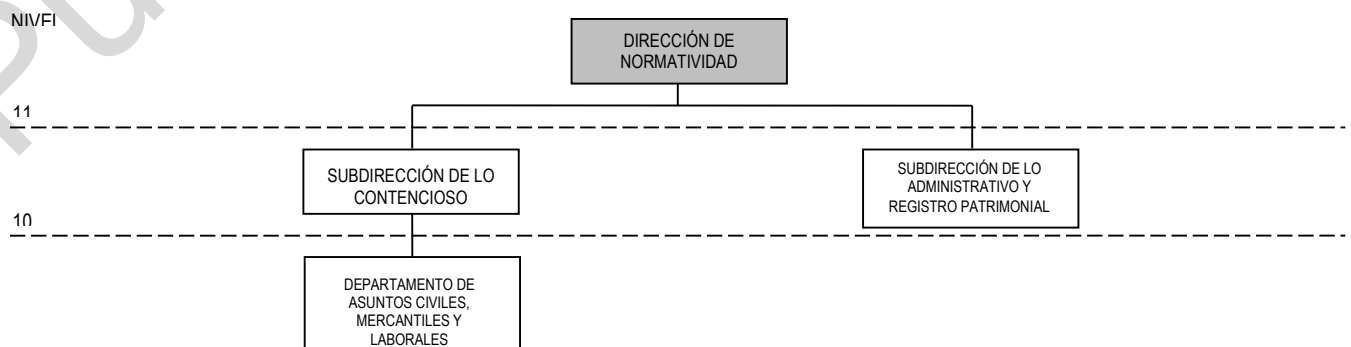 NIVEL
DIRECCIÓN DE
NORMATIVIDAD
11
SUBDIRECCIÓN DE LO
CONTENCIOSO
SUBDIRECCIÓN DE LO
ADMINISTRATIVO Y
REGISTRO PATRIMONIAL
10
DEPARTAMENTO DE
ASUNTOS CIVILES,
MERCANTILES Y
LABORALES